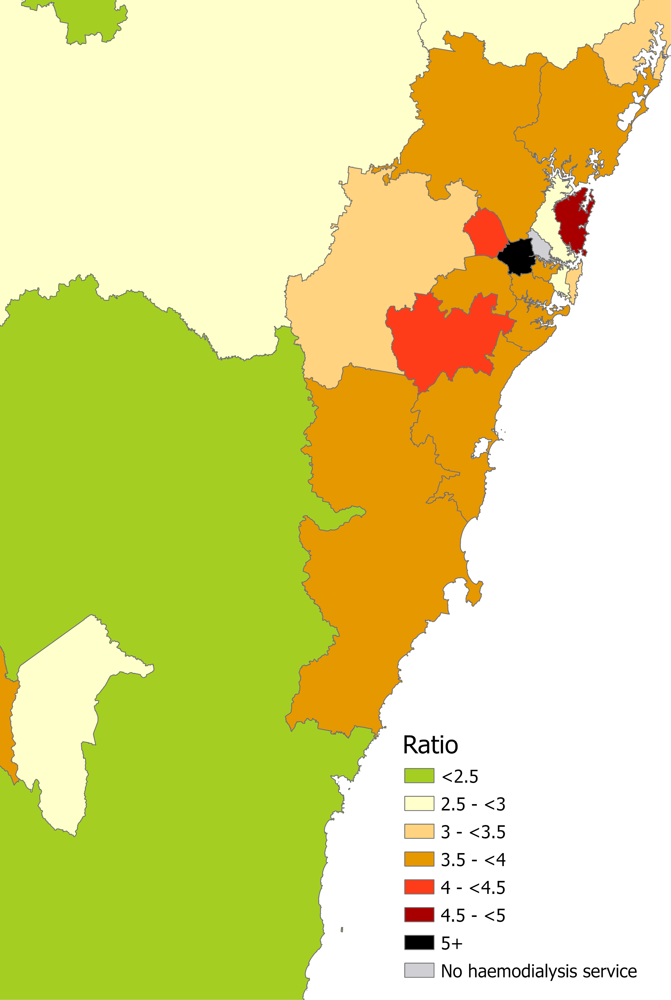 Ratio
<2.5
2.5 - <3
3 - <3.5
3.5 - <4
4 - <4.5
4.5 - <5
5+
No haemodialysis service